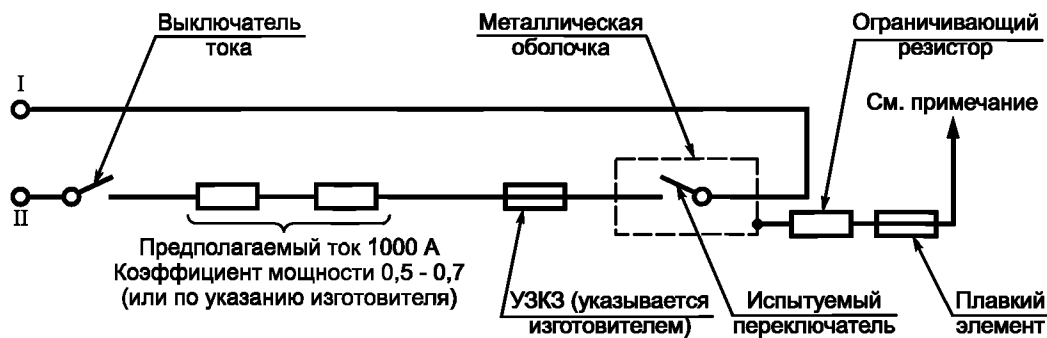 Выключатель
тока
Металлическая
оболочка
Ограничивающий
резистор
I
См. примечание
II
Предполагаемый ток 1000 А
Коэффициент мощности 0,5 - 0,7
(или по указанию изготовителя)
УЗКЗ (указывается
изготовителем)
Испытуемый
переключатель
Плавкий
элемент